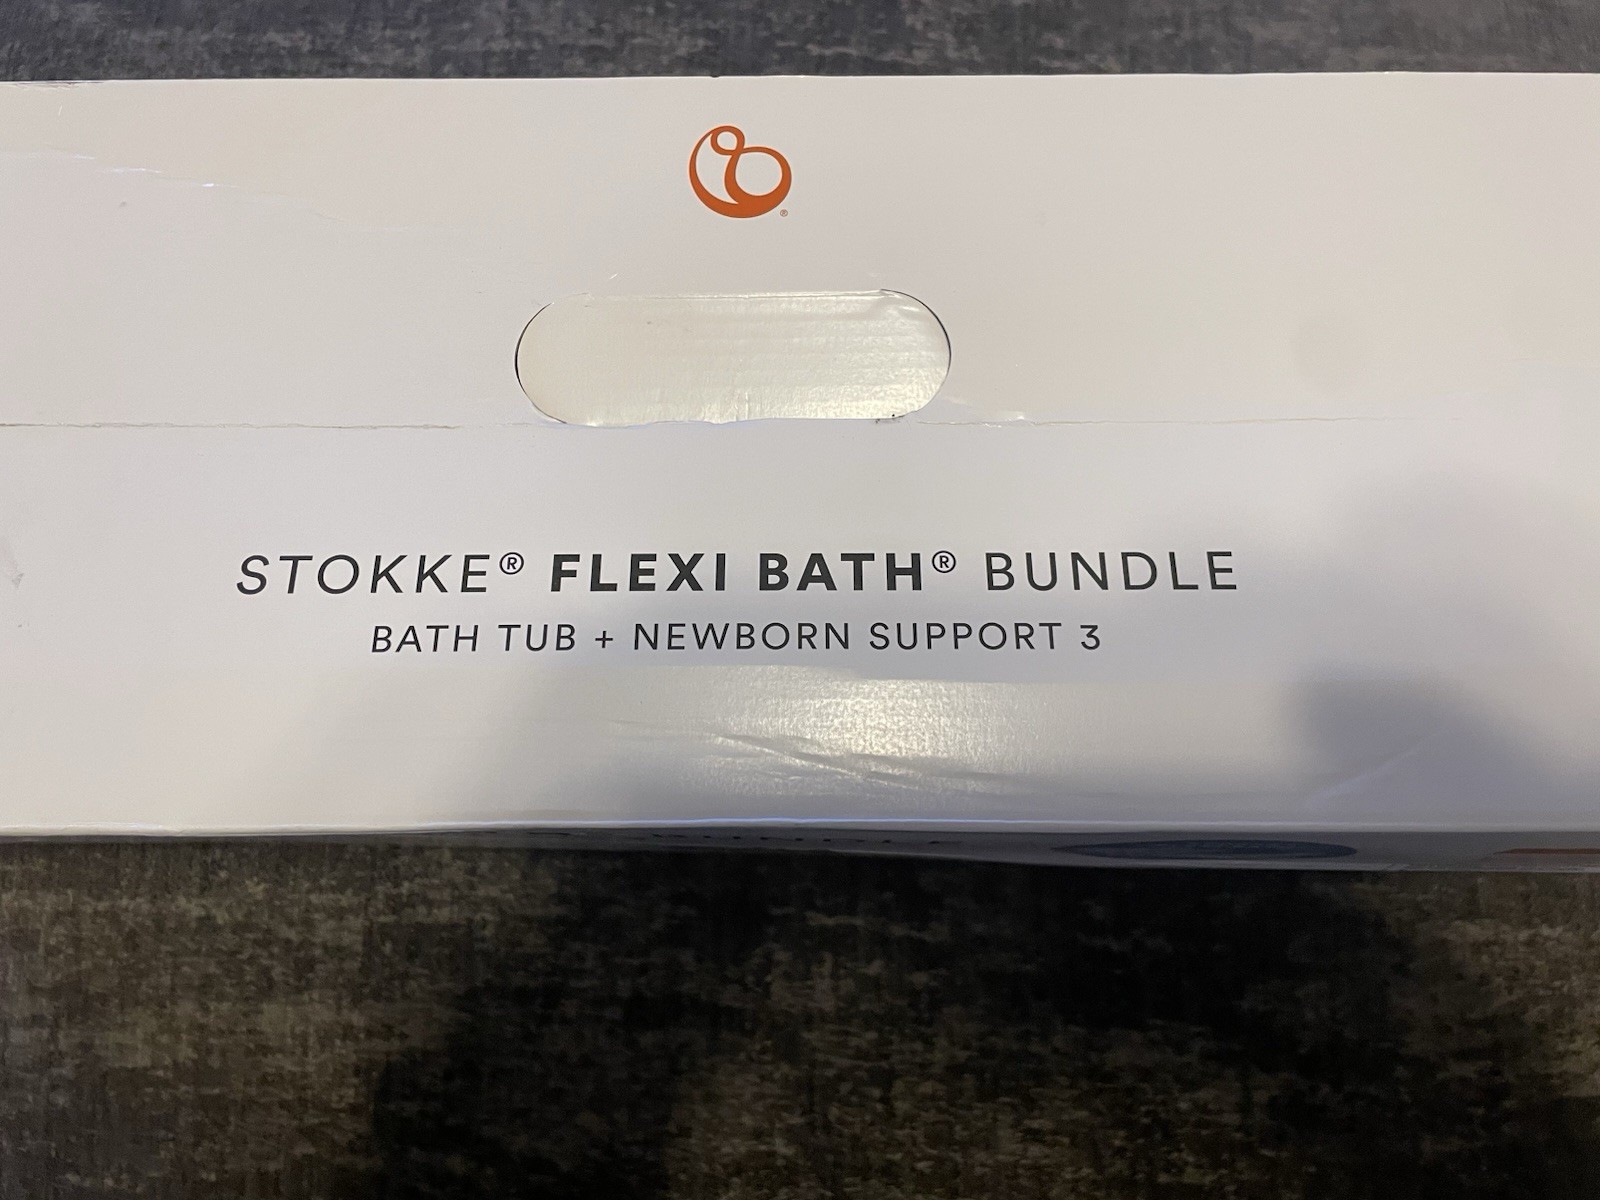 STOKKE® FLEXI BATH® BUNDLE
BATH TUB + NEWBORN SUPPORT 3